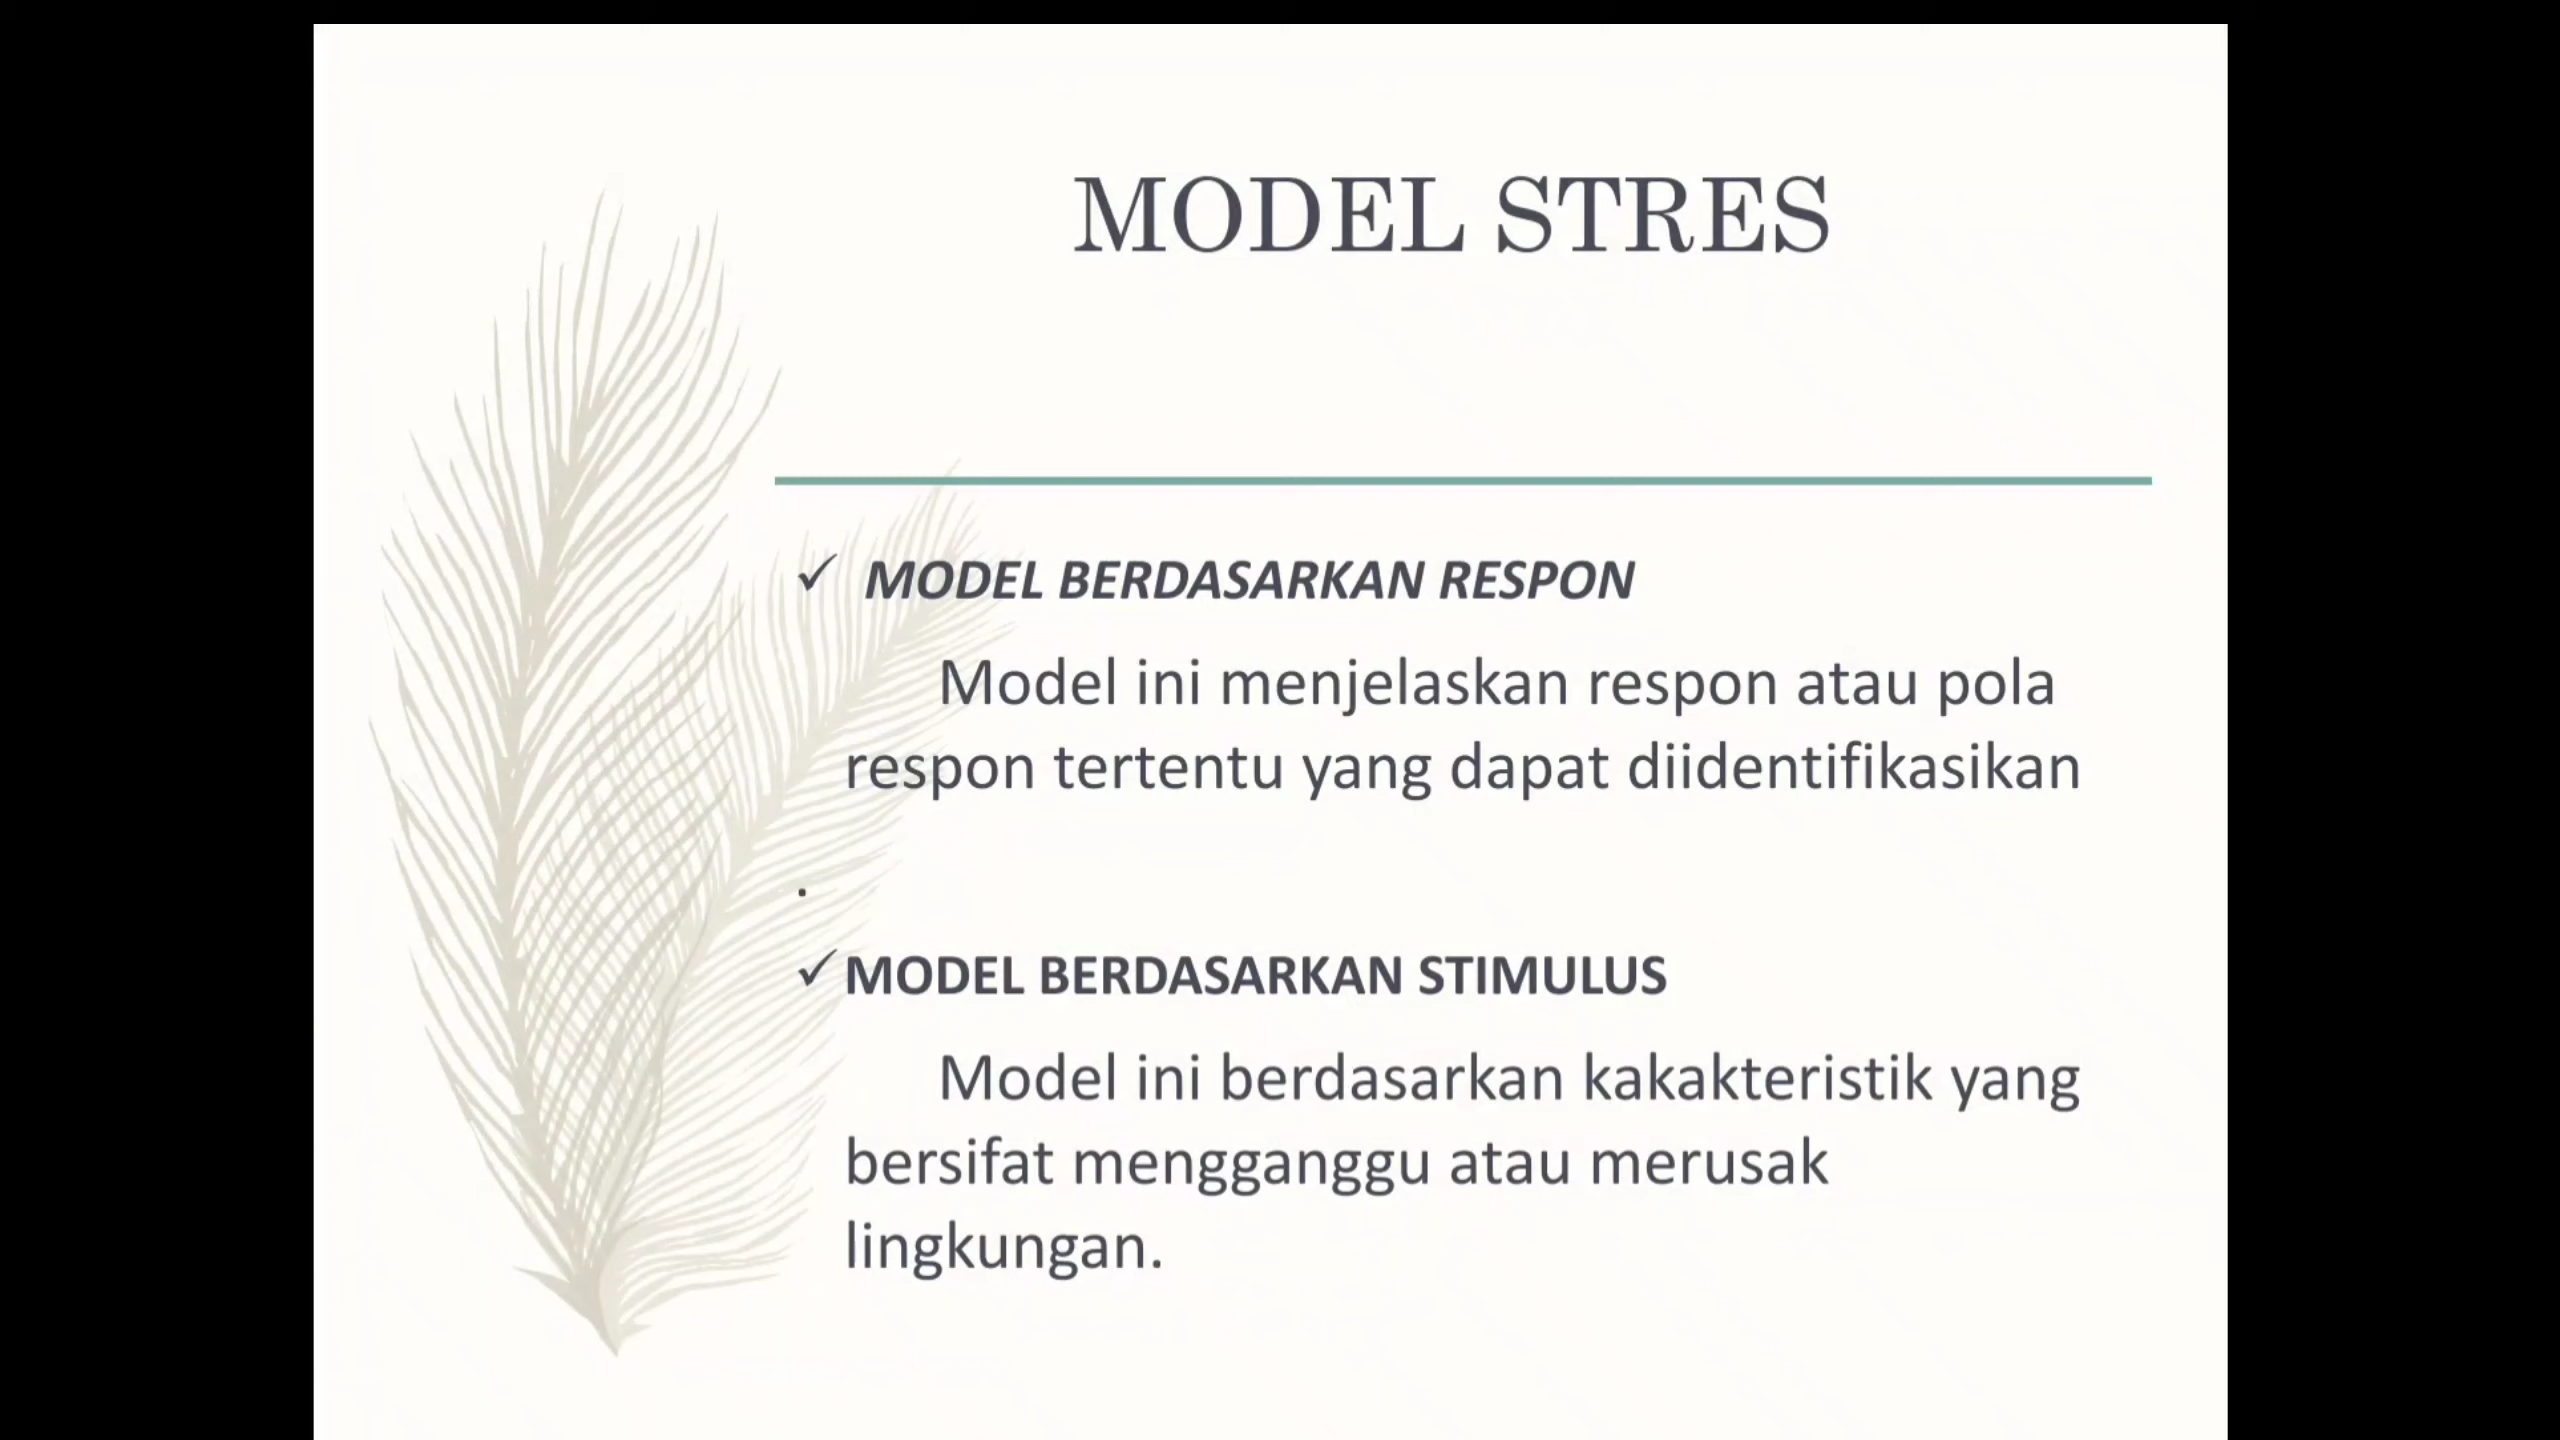 MODEL STRES
✓ MODEL BERDASARKAN RESPON
Model ini menjelaskan respon atau pola
respon tertentu yang dapat diidentifikasikan
.
✓ MODEL BERDASARKAN STIMULUS
Model ini berdasarkan kakakteristik yang
bersifat mengganggu atau merusak
lingkungan.